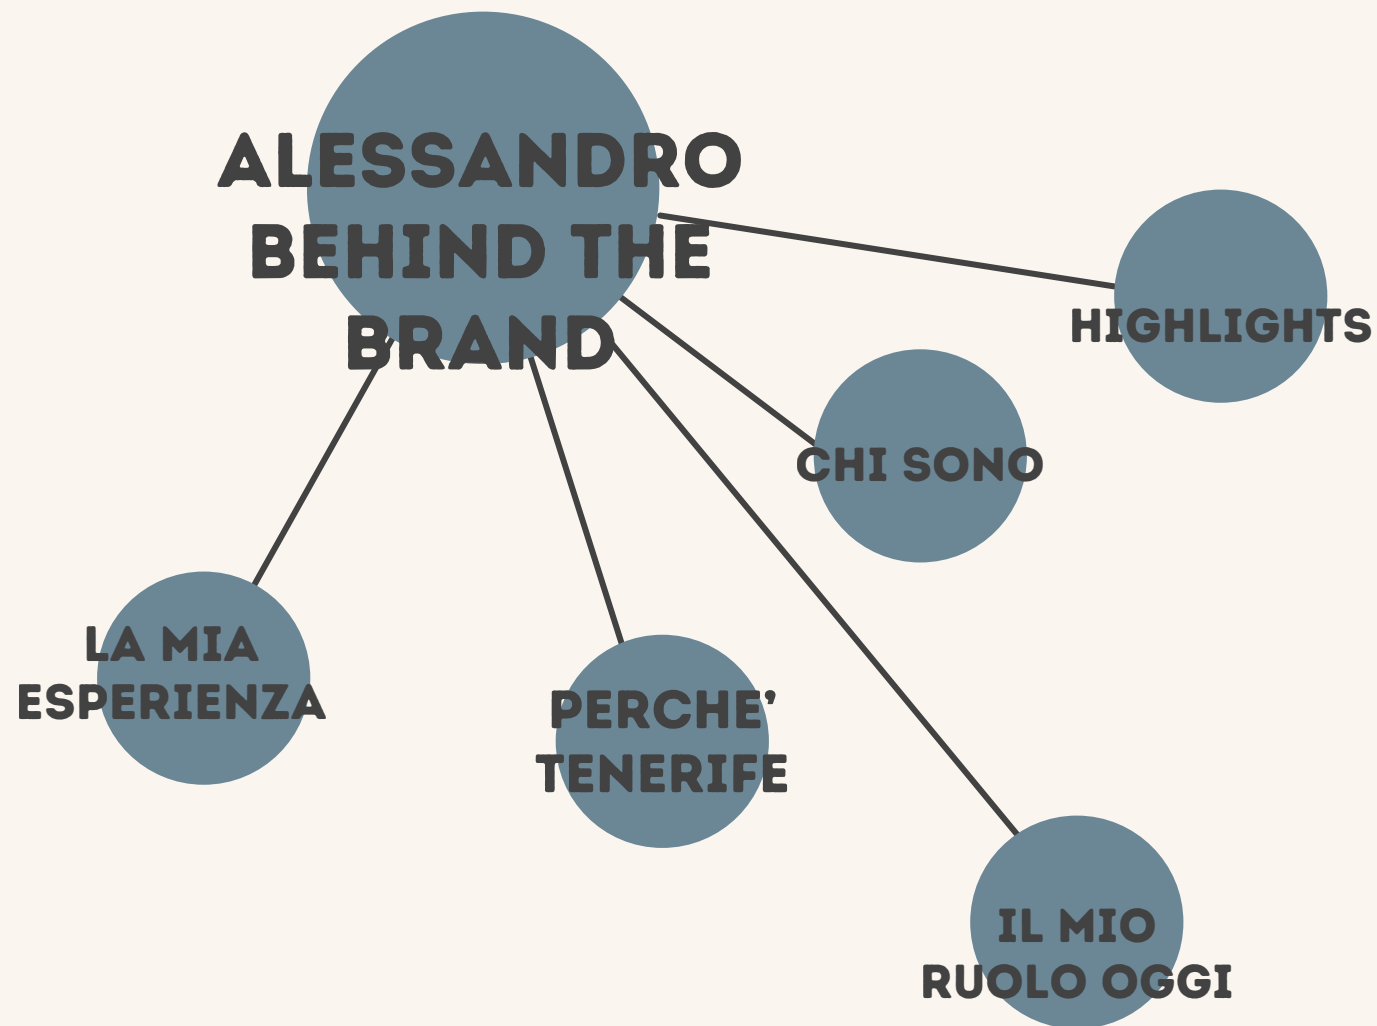 ALESSANDRO
BEHIND THE
BRAND
HIGHLIGHTS
CHI SONO
LA MIA
ESPERIENZA
PERCHE’
TENERIFE
IL MIO
RUOLO OGGI